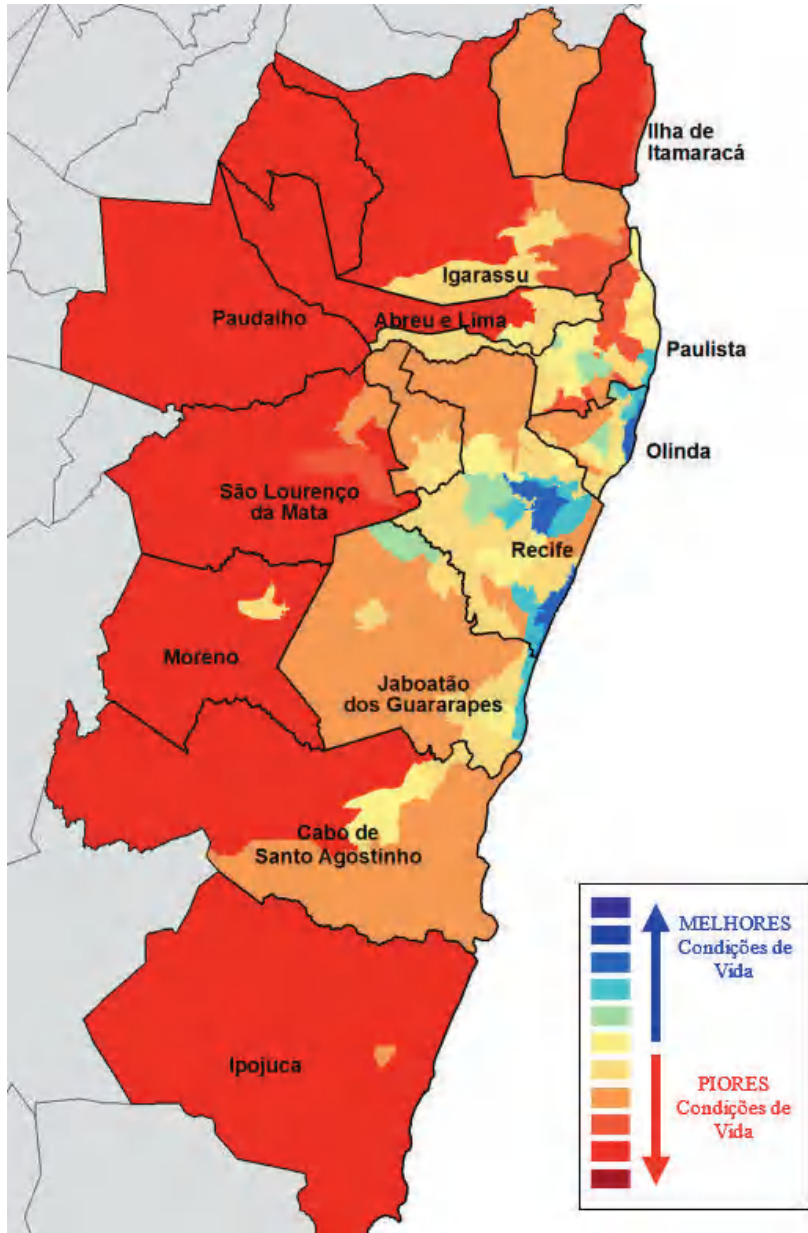 Ilha de
Itamaracá
Igarassu
Paudalho
Abreu e Lima
Paulista
Olinda
São Lourenço
da Mata
Recife
Moreno
Jaboatão
dos Guararapes
Cabo de
Santo Agostinho
Ipojuca
MELHORES
Condições de
Vida
PIORES
Condições de
Vida